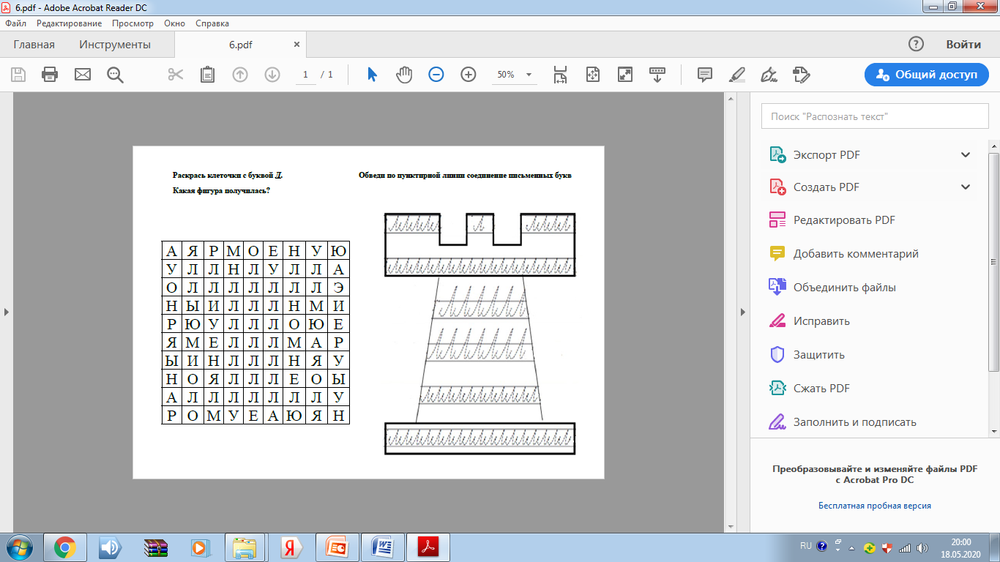 6.pdf - Adobe Acrobat Reader DC
Файл Редактирование Просмотр Окно Справка
Главная Инструменты 6.pdf × ? Войти
1 / 1 50% Общий доступ
Поиск "Распознать текст"
Экспорт PDF
Создать PDF
Редактировать PDF
Добавить комментарий
Объединить файлы
Исправить
Защитить
Сжать PDF
Заполнить и подписать
Преобразовывайте и изменяйте файлы PDF
с Acrobat Pro DC
Бесплатная пробная версия
Раскрась клеточки с буквой Л.
Какая фигура получилась?
А Я Р М О Е Н У Ю
У Л Л Н Л У Л Л А
О Л Л Л Л Л Л Л Э
Н Ы И Л Л Л Н М И
Р Ю У Л Л Л О Ю Е
Я М Е Л Л Л М А Р
Ы И Н Л Л Л Н Я У
Н О Я Л Л Л Е О Ы
А Л Л Л Л Л Л Л У
Р О М У Е А Ю Я Н
Обведи по пунктирной линии соединение письменных букв
RU
20:00
18.05.2020